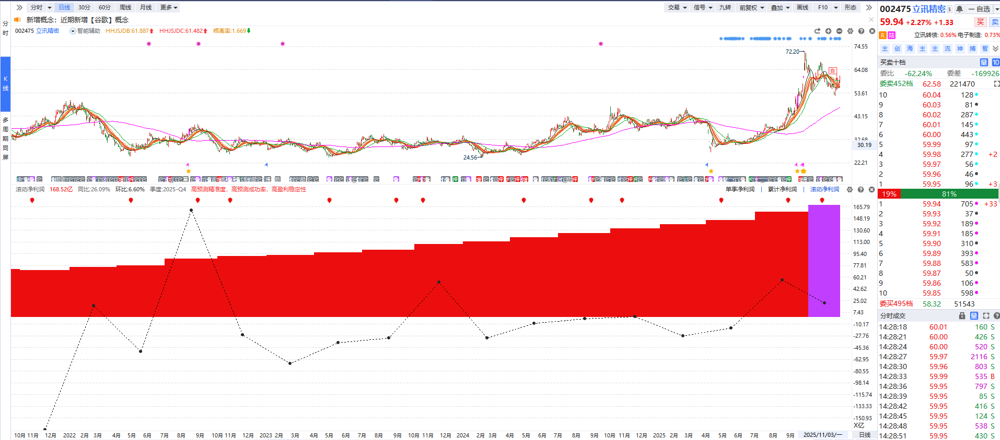 分时
日线
30分
60分
周线
月线
更多
交易
信号
九转
前复权
叠加
画线
F10
形态
新增概念：近期新增【谷歌】概念
002475 立讯精密 智能辅助 HHJSJDB:61.887 HHJSJDC:61.482 乖离率:1.669
分时
K线
多周期同屏
72.20
24.56
74.55
64.08
53.61
43.15
32.68
30.19
22.21
滚动净利润 168.52亿 同比:26.09% 环比:6.60% 季度:2025-Q4 高预测精准度，高预测成功率，高盈利稳定性
单季净利润 | 累计净利润 | 滚动净利润
165.79
148.19
130.60
113.00
95.40
77.81
60.21
42.62
25.02
7.43
-10.17
-27.76
-45.36
-62.95
-80.55
-98.14
-115.74
-133.33
-150.93
X亿
10月 11月 12月 2022 2月 3月 4月 5月 6月 7月 8月 9月 10月 11月 12月 2023 2月 3月 4月 5月 6月 7月 8月 9月 10月 11月 12月 2024 2月 3月 4月 5月 6月 7月 8月 9月 10月 11月 12月 2025 2月 3月 4月 5月 6月 7月 8月 9月 2025/11/03/一 日线
002475 立讯精密 自选
59.94 +2.27% +1.33 买 卖
R 陆 立讯转债: 0.56% 电子制造: 0.73%
主 创 海 主 主 流 神 捕 智
买卖十档 量 10
委比 -62.24% 委差 -169926
委卖452档 62.58 221470
10 60.04 128
9 60.03 81
8 60.02 287
7 60.01 145
6 60.00 443
5 59.99 97
4 59.98 277 +2
3 59.97 56
2 59.96 46
1 59.95 96 +3
19% 81%
1 59.94 705 +33
2 59.93 37
3 59.92 189
4 59.91 185
5 59.90 310
6 59.89 393
7 59.88 583
8 59.87 50
9 59.86 106
10 59.85 598
委买495档 58.32 51543
分时成交 量
14:28:18 60.01 160 S
14:28:21 60.00 426 S
14:28:24 60.00 520 S
14:28:27 59.97 2116 S
14:28:30 59.96 803 S
14:28:33 59.99 535 B
14:28:36 59.95 797 S
14:28:39 59.95 85 S
14:28:42 59.95 416 S
14:28:45 59.95 124 S
14:28:48 59.95 538 S
14:28:51 59.95 430 S